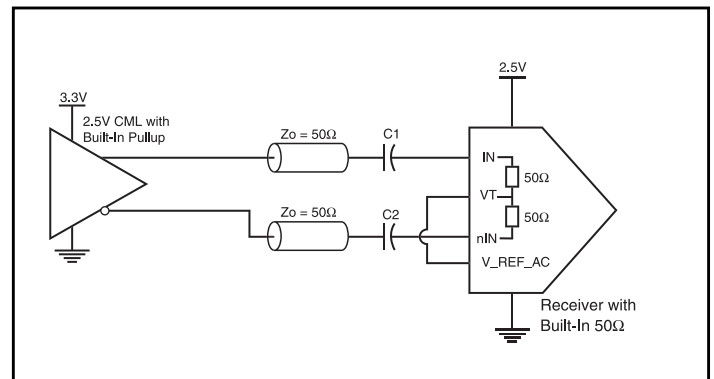 3.3V
2.5V CML with
Built-In Pullup
Zo = 50Ω
C1
2.5V
IN
50Ω
VT
50Ω
Zo = 50Ω
C2
nIN
V_REF_AC
Receiver with
Built-In 50Ω